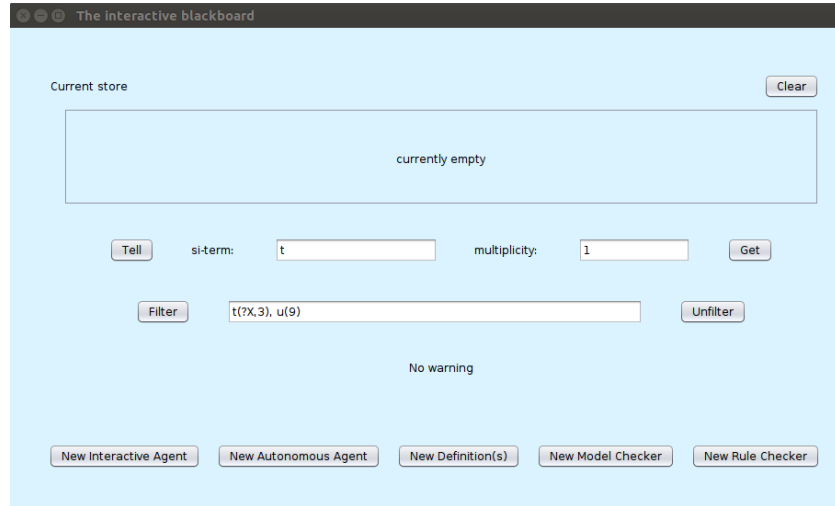 The interactive blackboard
Current store Clear
currently empty
Tell si-term: t multiplicity: 1 Get
Filter t(?X,3), u(9) Unfilter
No warning
New Interactive Agent New Autonomous Agent New Definition(s) New Model Checker New Rule Checker